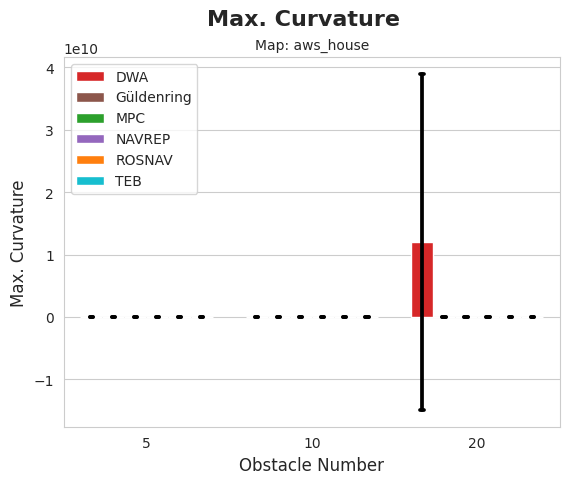 Max. Curvature
Map: aws_house
1e10
DWA
Güldenring
MPC
NAVREP
ROSNAV
TEB
4
3
2
1
0
−1
Max. Curvature
5 10 20
Obstacle Number